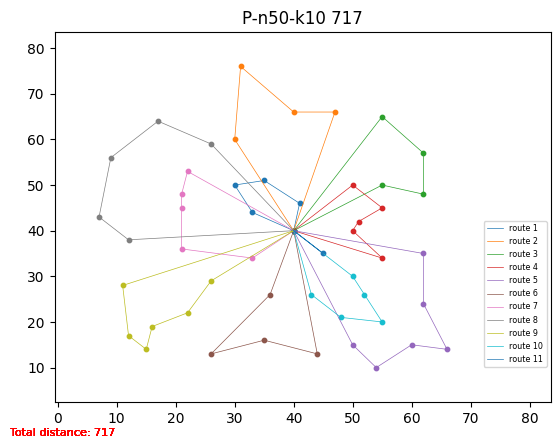 P-n50-k10 717
80
70
60
50
40
30
20
10
0 10 20 30 40 50 60 70 80
route 1
route 2
route 3
route 4
route 5
route 6
route 7
route 8
route 9
route 10
route 11
Total distance: 717